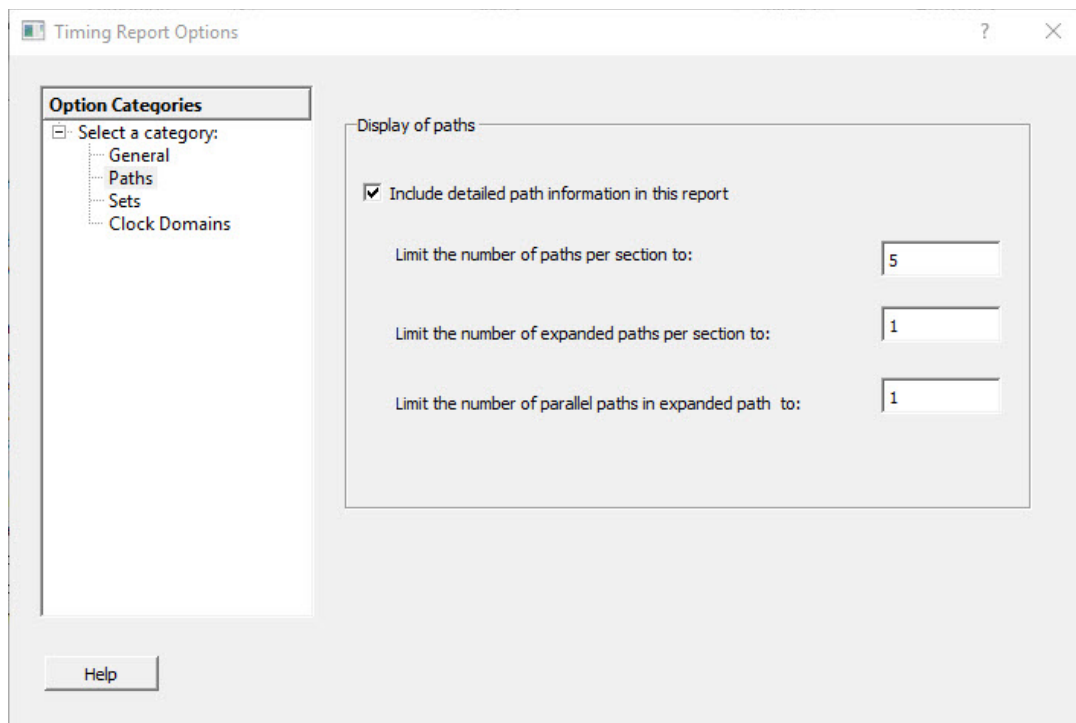 Timing Report Options
?
Option Categories
Select a category:
General
Paths
Sets
Clock Domains
Display of paths
Include detailed path information in this report
Limit the number of paths per section to:
5
Limit the number of expanded paths per section to:
1
Limit the number of parallel paths in expanded path  to:
1
Help